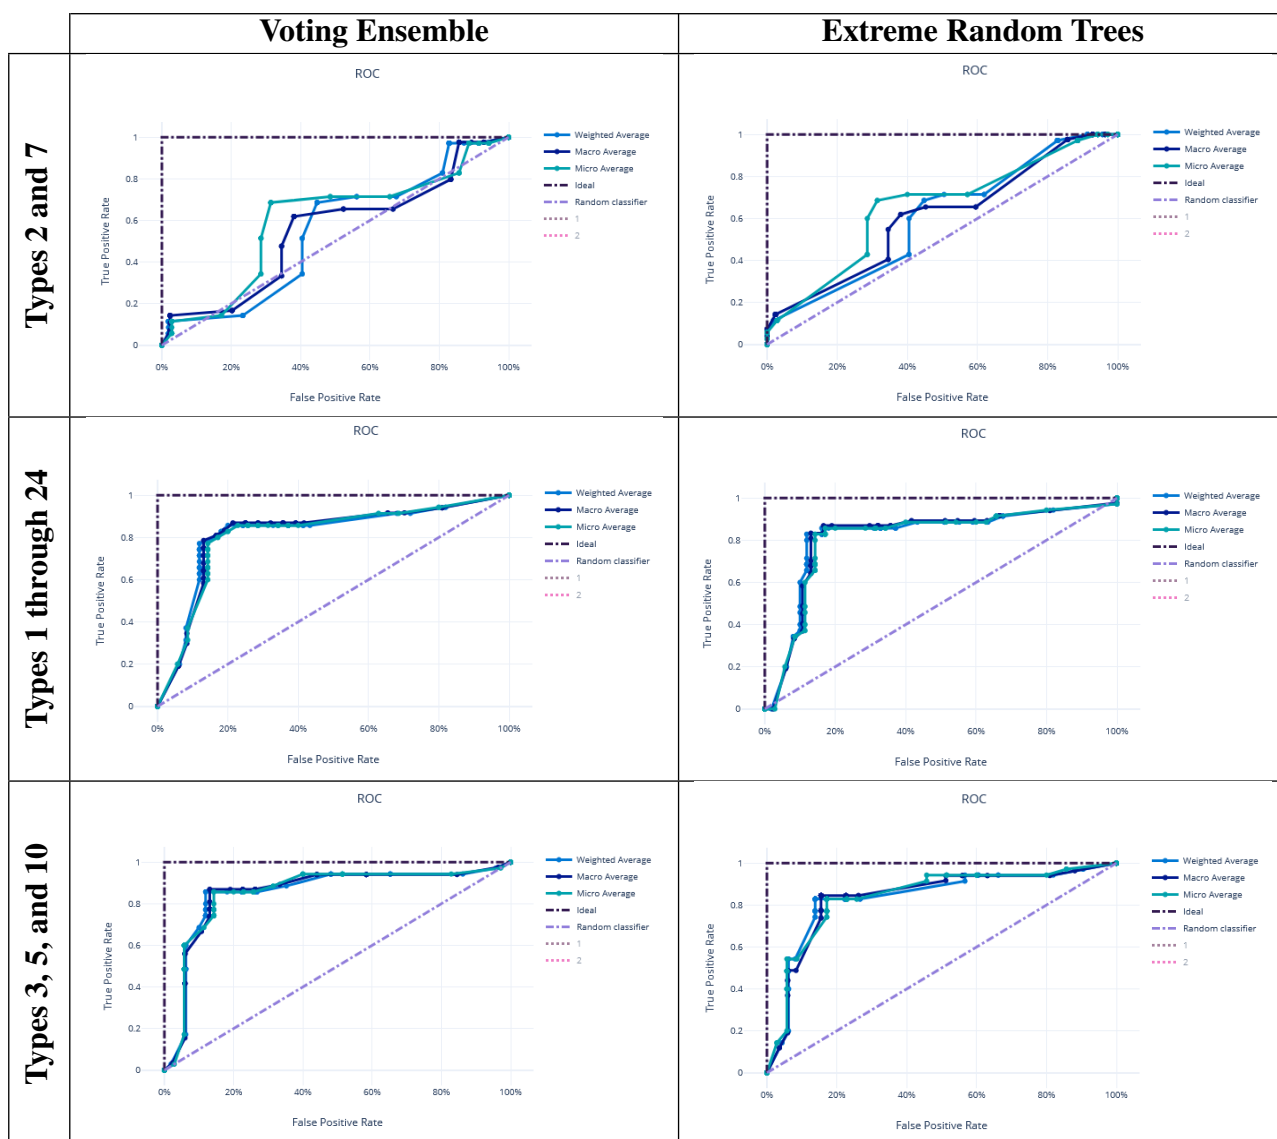 Voting Ensemble Extreme Random Trees
Types 2 and 7
ROC
True Positive Rate
1
0.8
0.6
0.4
0.2
0
0% 20% 40% 60% 80% 100%
False Positive Rate
Weighted Average
Macro Average
Micro Average
Ideal
Random classifier
1
2
ROC
True Positive Rate
1
0.8
0.6
0.4
0.2
0
0% 20% 40% 60% 80% 100%
False Positive Rate
Weighted Average
Macro Average
Micro Average
Ideal
Random classifier
1
2
Types 1 through 24
ROC
True Positive Rate
1
0.8
0.6
0.4
0.2
0
0% 20% 40% 60% 80% 100%
False Positive Rate
Weighted Average
Macro Average
Micro Average
Ideal
Random classifier
1
2
ROC
True Positive Rate
1
0.8
0.6
0.4
0.2
0
0% 20% 40% 60% 80% 100%
False Positive Rate
Weighted Average
Macro Average
Micro Average
Ideal
Random classifier
1
2
Types 3, 5, and 10
ROC
True Positive Rate
1
0.8
0.6
0.4
0.2
0
0% 20% 40% 60% 80% 100%
False Positive Rate
Weighted Average
Macro Average
Micro Average
Ideal
Random classifier
1
2
ROC
True Positive Rate
1
0.8
0.6
0.4
0.2
0
0% 20% 40% 60% 80% 100%
False Positive Rate
Weighted Average
Macro Average
Micro Average
Ideal
Random classifier
1
2